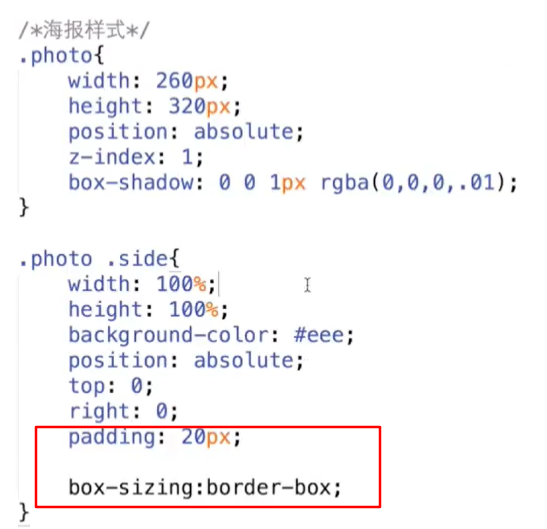 /*海报样式*/
.photo{
width: 260px;
height: 320px;
position: absolute;
z-index: 1;
box-shadow: 0 0 1px rgba(0,0,0,.01);
}
.photo .side{
width: 100%;
height: 100%;
background-color: #eee;
position: absolute;
top: 0;
right: 0;
padding: 20px;
box-sizing:border-box;
}